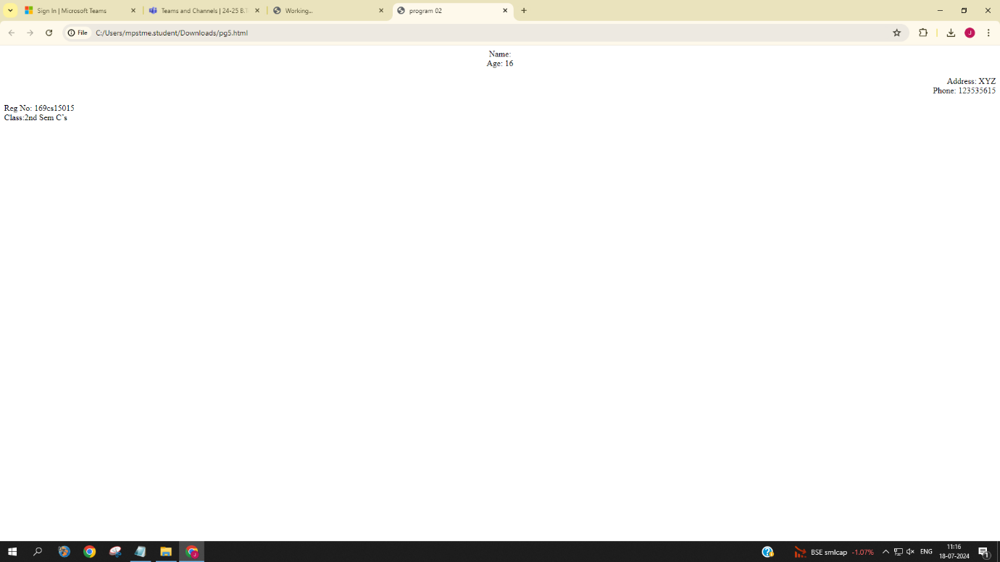 Sign In | Microsoft Teams
Teams and Channels | 24-25 B.T
Working...
program 02
File
C:/Users/mpstme.student/Downloads/pg5.html
J
Name:
Age: 16
Address: XYZ
Phone: 123535615
Reg No: 169cs15015
Class:2nd Sem C's
BSE smlcap -1.07%
ENG
11:16
18-07-2024
1